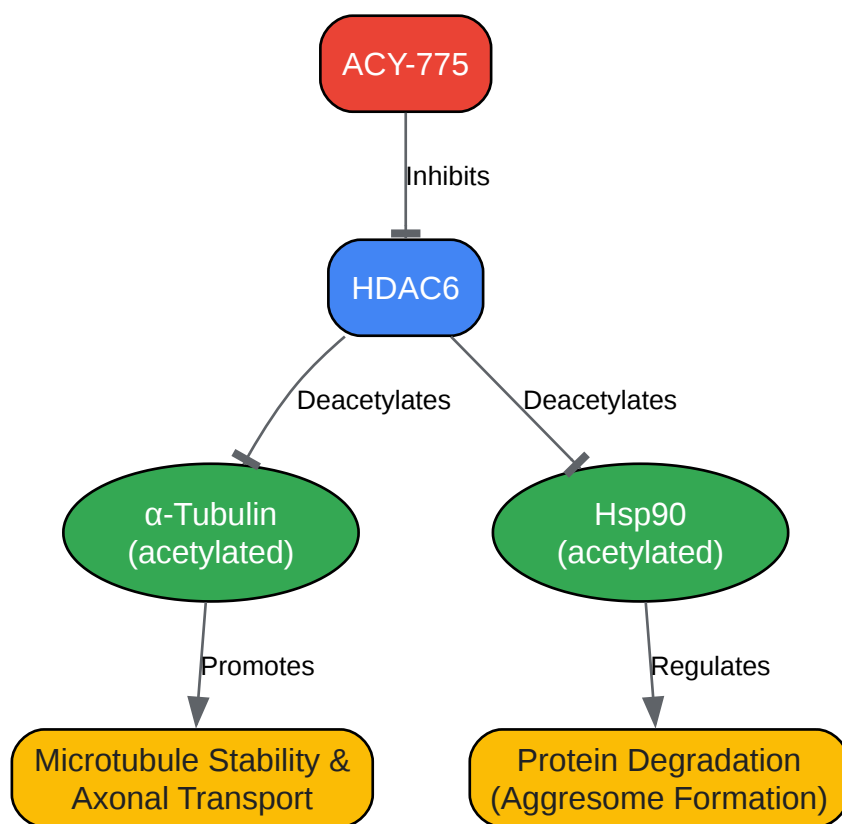 ACY-775
Inhibits
HDAC6
Deacetylates
Deacetylates
α-Tubulin
(acetylated)
Hsp90
(acetylated)
Promotes
Regulates
Microtubule Stability &
Axonal Transport
Protein Degradation
(Aggresome Formation)